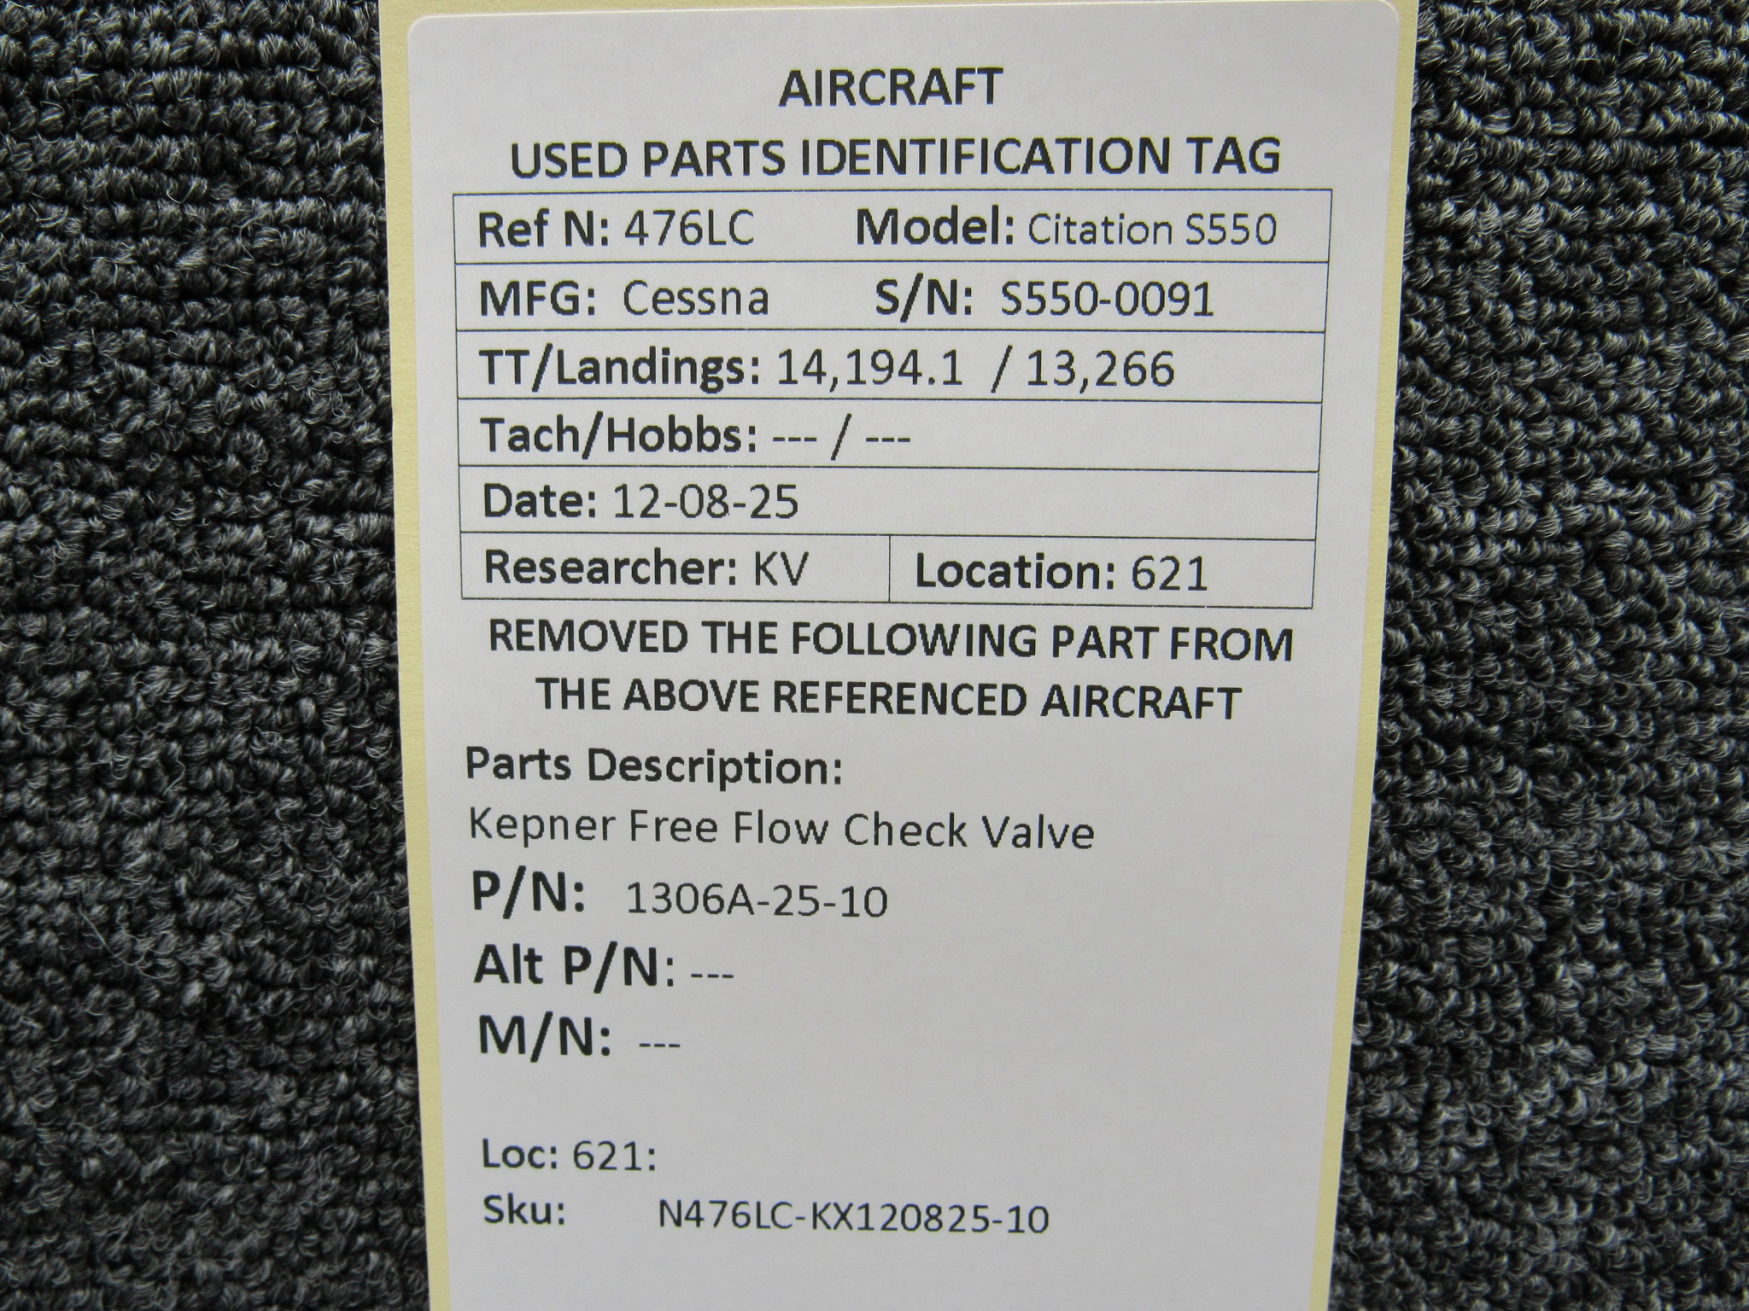 AIRCRAFT
USED PARTS IDENTIFICATION TAG
Ref N: 476LC Model: Citation S550
MFG: Cessna S/N: S550-0091
TT/Landings: 14,194.1 / 13,266
Tach/Hobbs: --- / ---
Date: 12-08-25
Researcher: KV Location: 621
REMOVED THE FOLLOWING PART FROM
THE ABOVE REFERENCED AIRCRAFT
Parts Description:
Kepner Free Flow Check Valve
P/N: 1306A-25-10
Alt P/N: ---
M/N: ---
Loc: 621:
Sku: N476LC-KX120825-10